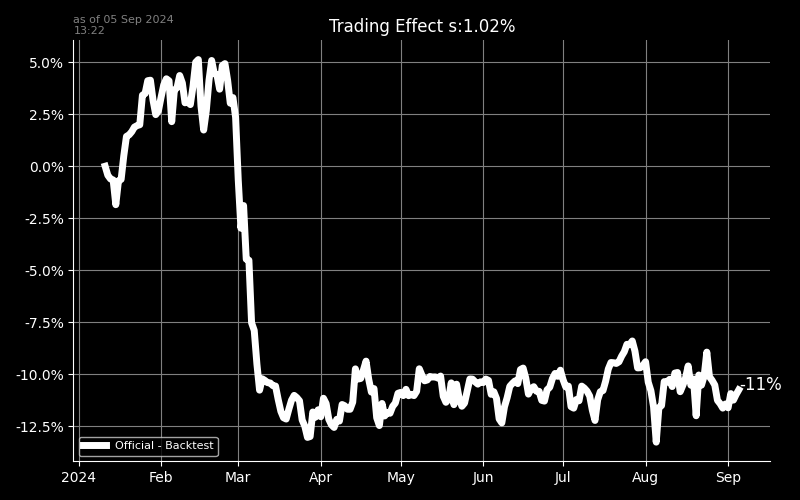 as of 05 Sep 2024
13:22
Trading Effect s:1.02%
5.0%
2.5%
0.0%
-2.5%
-5.0%
-7.5%
-10.0%
-12.5%
-11%
Official - Backtest
2024 Feb Mar Apr May Jun Jul Aug Sep